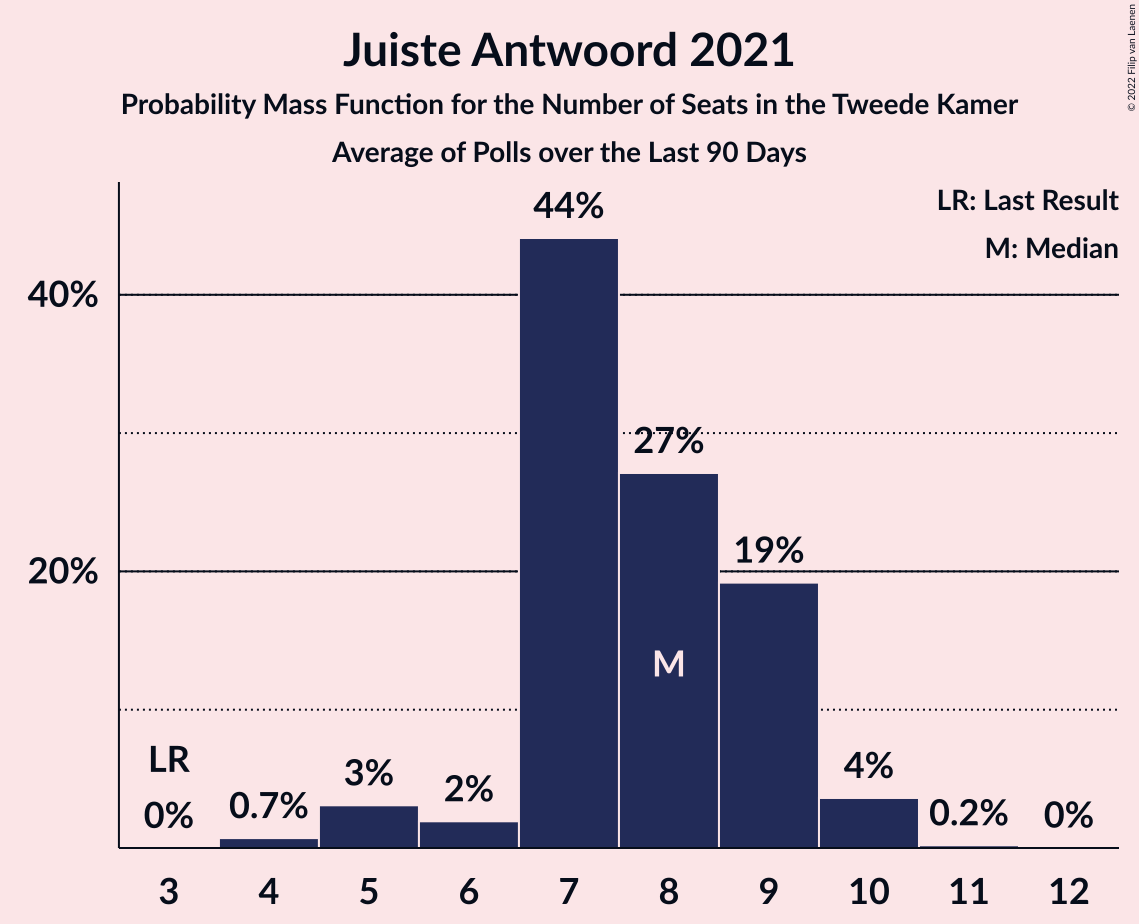 Juiste Antwoord 2021
Probability Mass Function for the Number of Seats in the Tweede Kamer
Average of Polls over the Last 90 Days
© 2022 Filip van Laenen
LR: Last Result
M: Median
40%
20%
LR
0%
0.7%
3%
2%
44%
27%
M
19%
4%
0.2%
0%
3 4 5 6 7 8 9 10 11 12